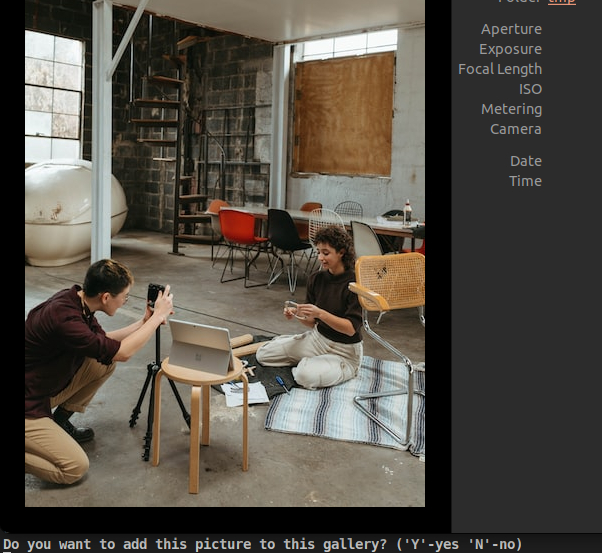 Folder tmp
Aperture
Exposure
Focal Length
ISO
Metering
Camera
Date
Time
Do you want to add this picture to this gallery? ('Y'-yes 'N'-no)